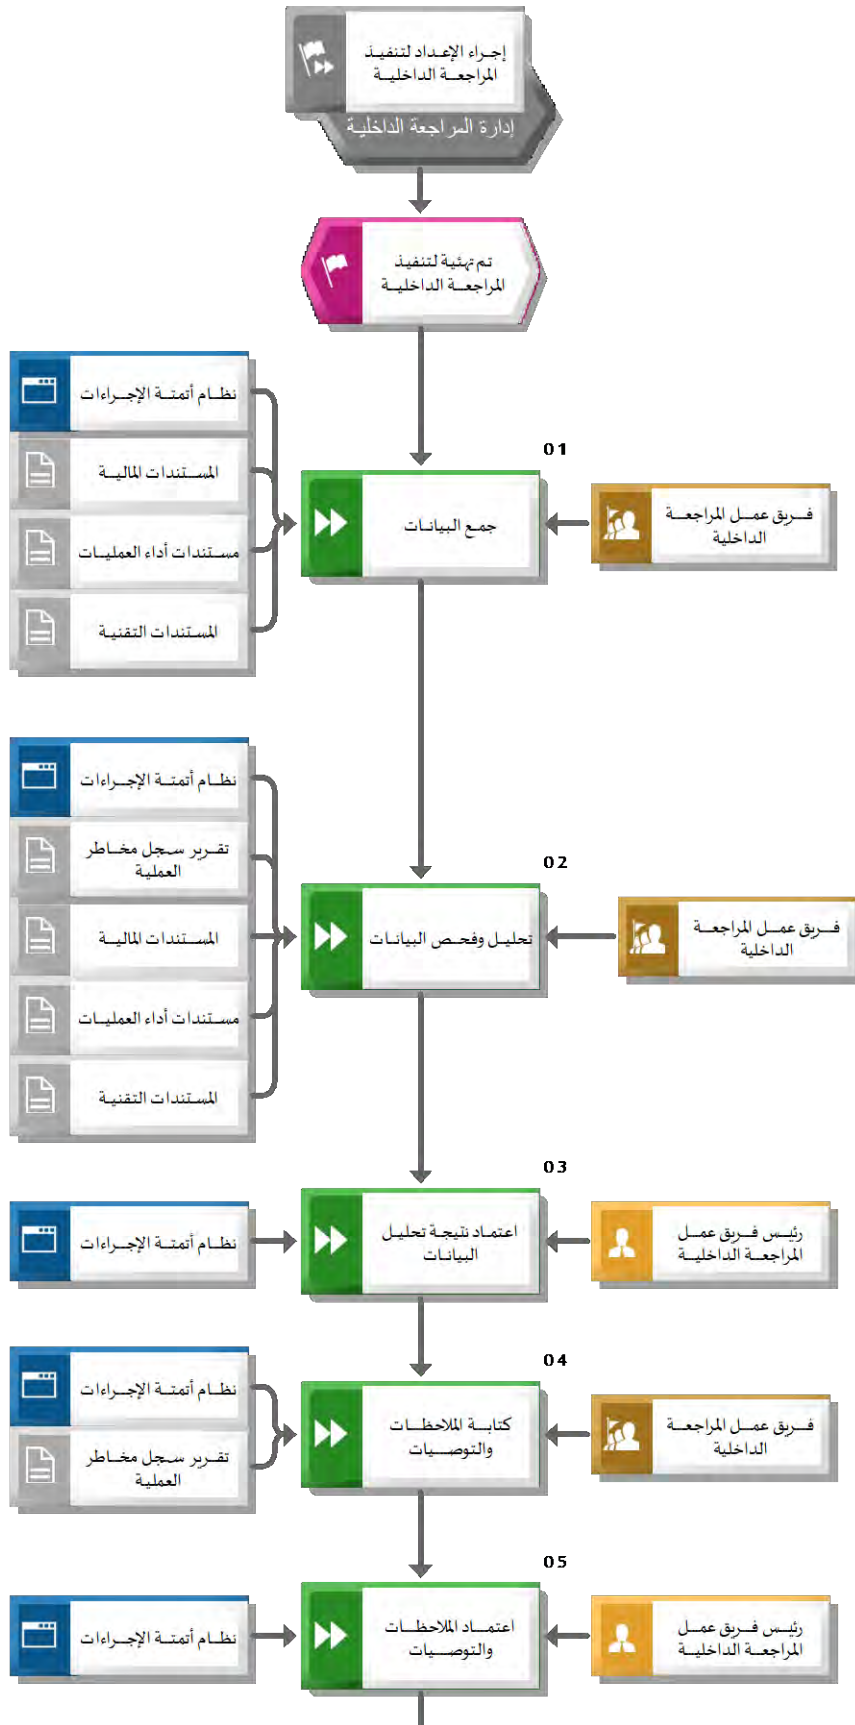 إجراء الإعداد لتنفيذ
المراجعة الداخلية
إدارة المراجعة الداخلية
تم تهئية لتنفيذ
المراجعة الداخلية
01
فريق عمل المراجعة
الداخلية
جمع البيانات
نظام أتمتة الإجراءات
المستندات المالية
مستندات أداء العمليات
المستندات التقنية
02
فريق عمل المراجعة
الداخلية
تحليل وفحص البيانات
نظام أتمتة الإجراءات
تقرير سجل مخاطر
العملية
المستندات المالية
مستندات أداء العمليات
المستندات التقنية
03
رئيس فريق عمل
المراجعة الداخلية
اعتماد نتيجة تحليل
البيانات
نظام أتمتة الإجراءات
04
فريق عمل المراجعة
الداخلية
كتابة الملاحظات
والتوصيات
نظام أتمتة الإجراءات
تقرير سجل مخاطر
العملية
05
رئيس فريق عمل
المراجعة الداخلية
اعتماد الملاحظات
والتوصيات
نظام أتمتة الإجراءات